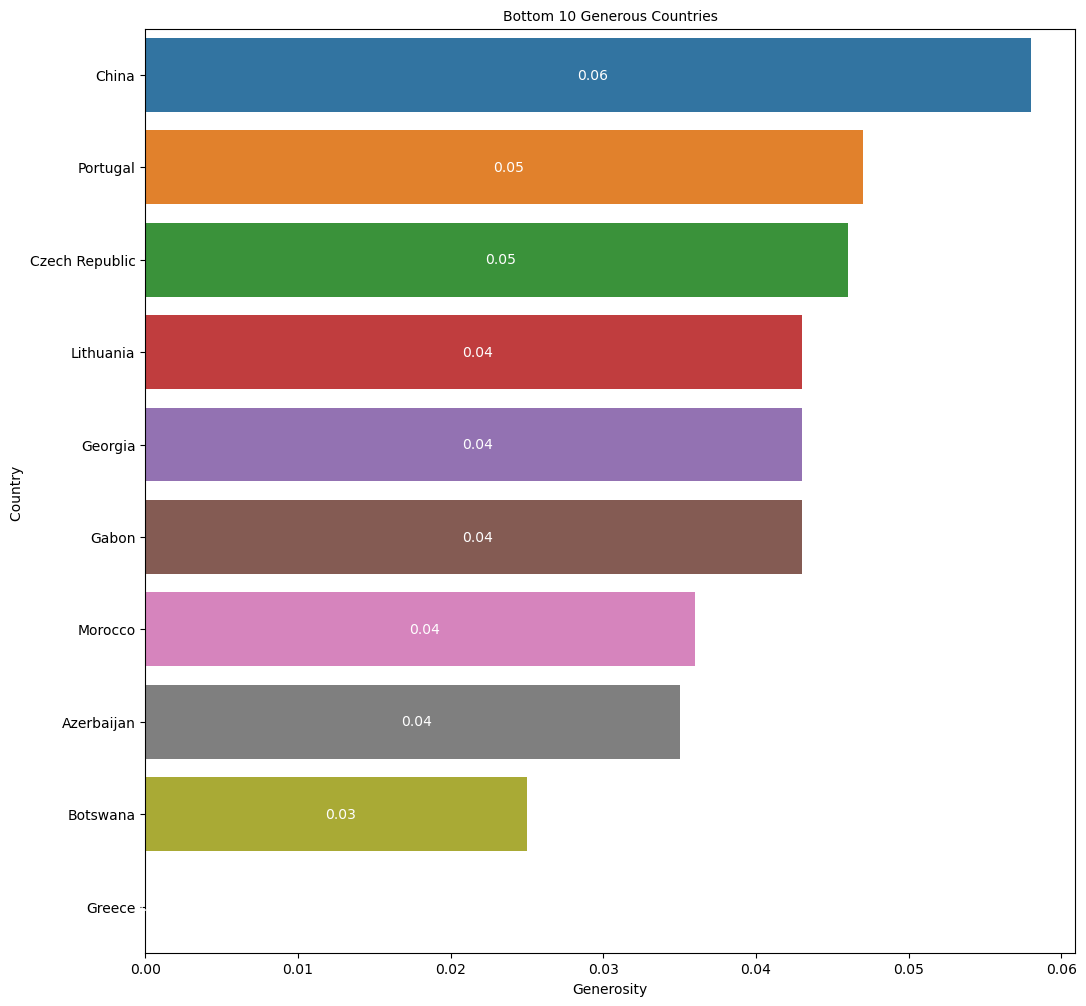 Bottom 10 Generous Countries
China
0.06
Portugal
0.05
Czech Republic
0.05
Lithuania
0.04
Georgia
0.04
Gabon
0.04
Morocco
0.04
Azerbaijan
0.04
Botswana
0.03
Greece
Country
0.00 0.01 0.02 0.03 0.04 0.05 0.06
Generosity